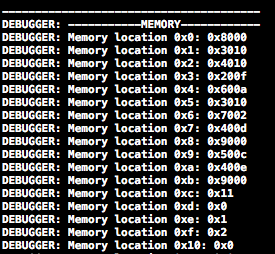 -----------------------------------
DEBUGGER: -----------MEMORY-----------
DEBUGGER: Memory location 0x0: 0x8000
DEBUGGER: Memory location 0x1: 0x3010
DEBUGGER: Memory location 0x2: 0x4010
DEBUGGER: Memory location 0x3: 0x200f
DEBUGGER: Memory location 0x4: 0x600a
DEBUGGER: Memory location 0x5: 0x3010
DEBUGGER: Memory location 0x6: 0x7002
DEBUGGER: Memory location 0x7: 0x400d
DEBUGGER: Memory location 0x8: 0x9000
DEBUGGER: Memory location 0x9: 0x500c
DEBUGGER: Memory location 0xa: 0x400e
DEBUGGER: Memory location 0xb: 0x9000
DEBUGGER: Memory location 0xc: 0x11
DEBUGGER: Memory location 0xd: 0x0
DEBUGGER: Memory location 0xe: 0x1
DEBUGGER: Memory location 0xf: 0x2
DEBUGGER: Memory location 0x10: 0x0